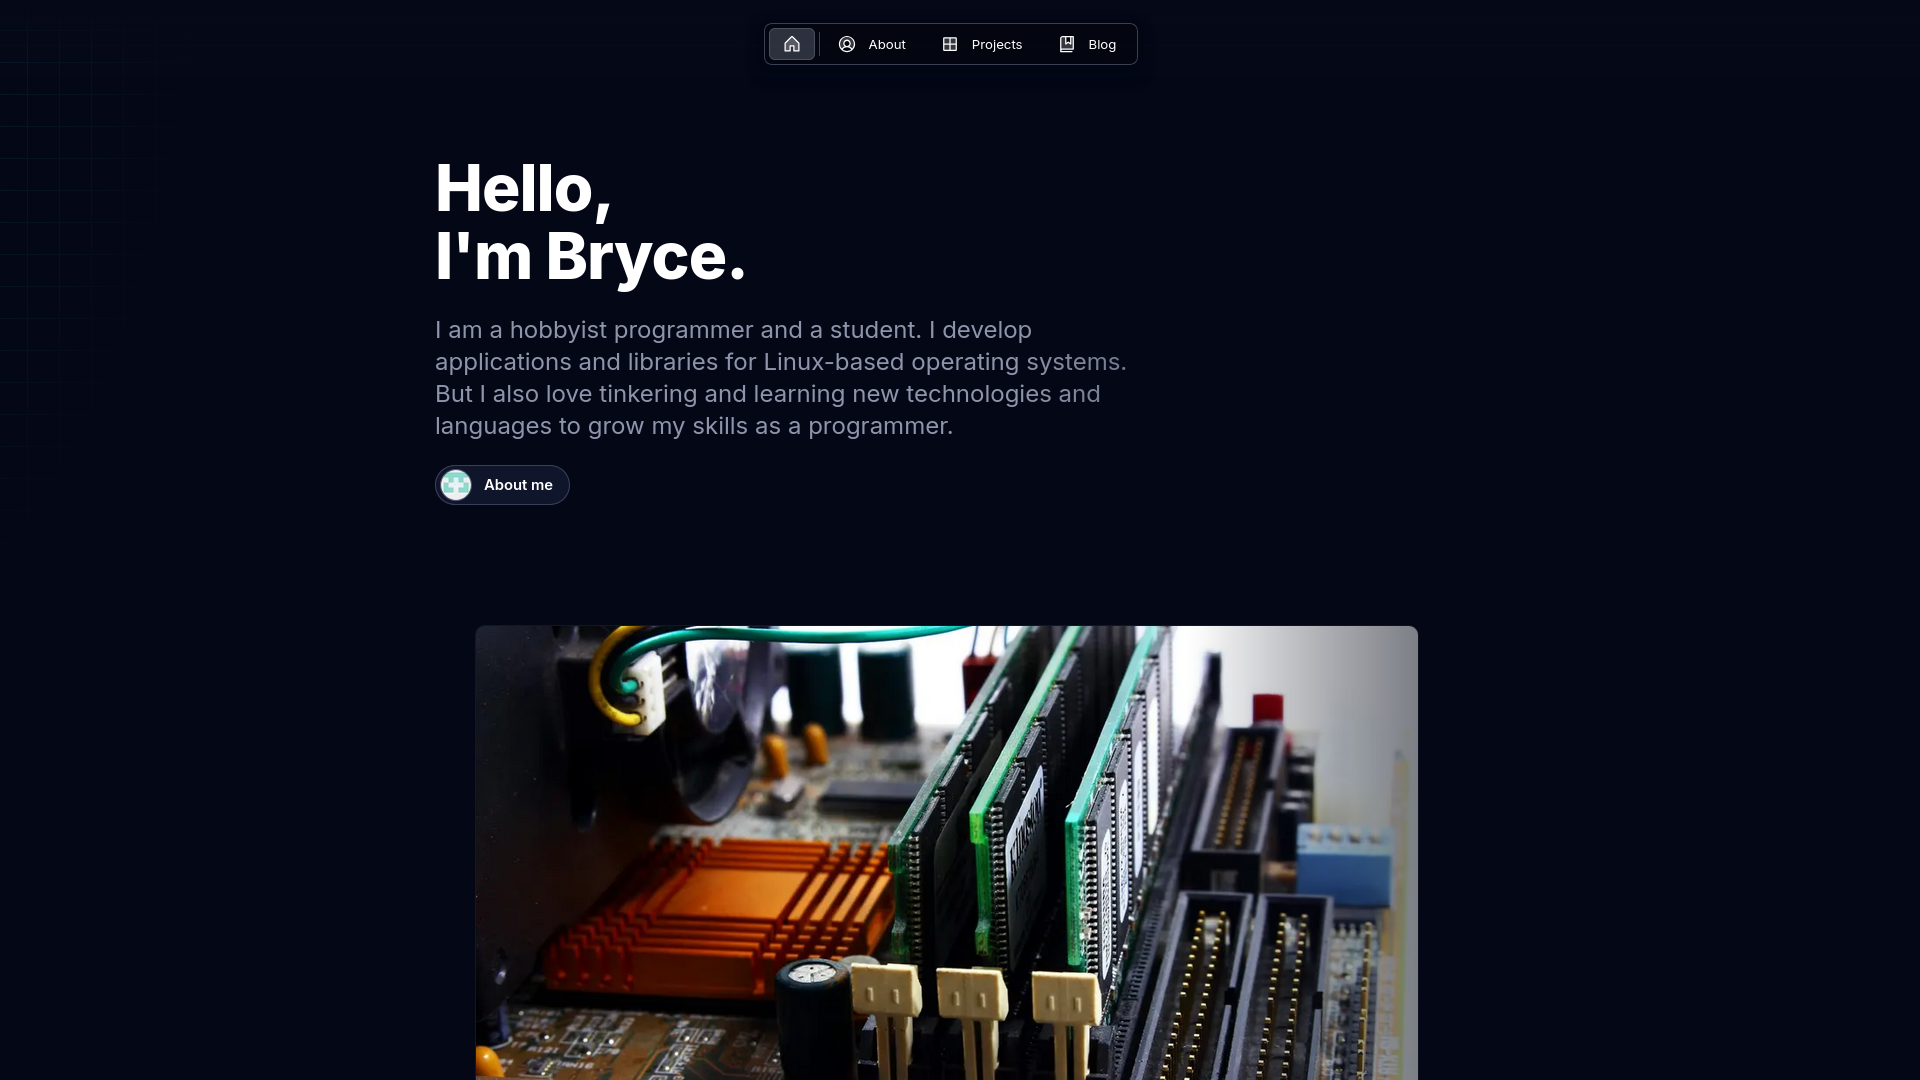 About
Projects
Blog
Hello,
I'm Bryce.
I am a hobbyist programmer and a student. I develop
applications and libraries for Linux-based operating systems.
But I also love tinkering and learning new technologies and
languages to grow my skills as a programmer.
About me
Kingston